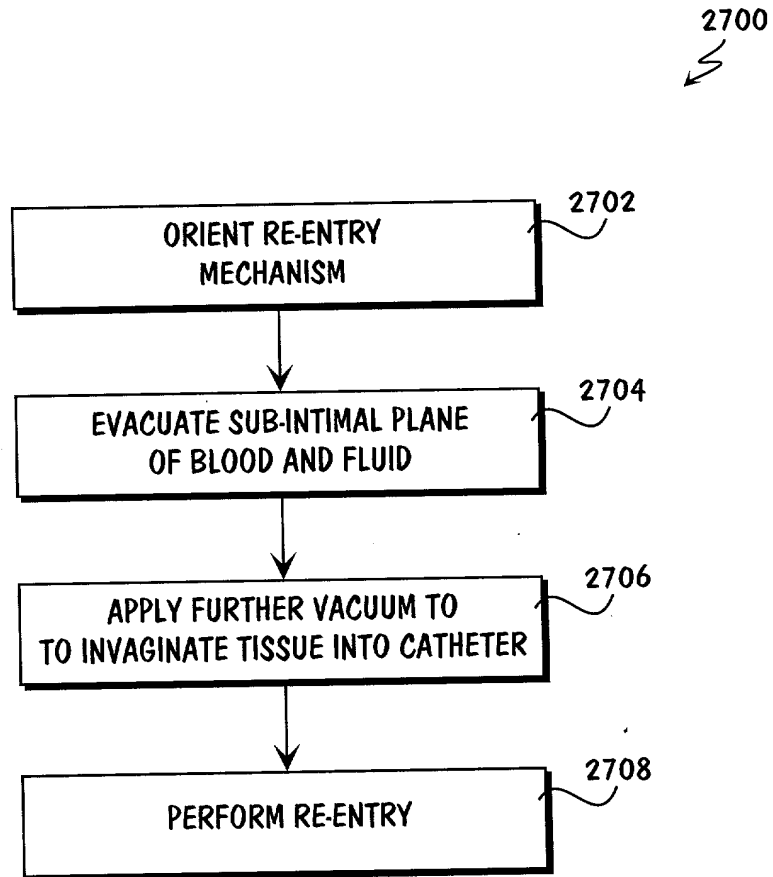 2700
2702
ORIENT RE-ENTRY
MECHANISM
2704
EVACUATE SUB-INTIMAL PLANE
OF BLOOD AND FLUID
2706
APPLY FURTHER VACUUM TO
TO INVAGINATE TISSUE INTO CATHETER
2708
PERFORM RE-ENTRY